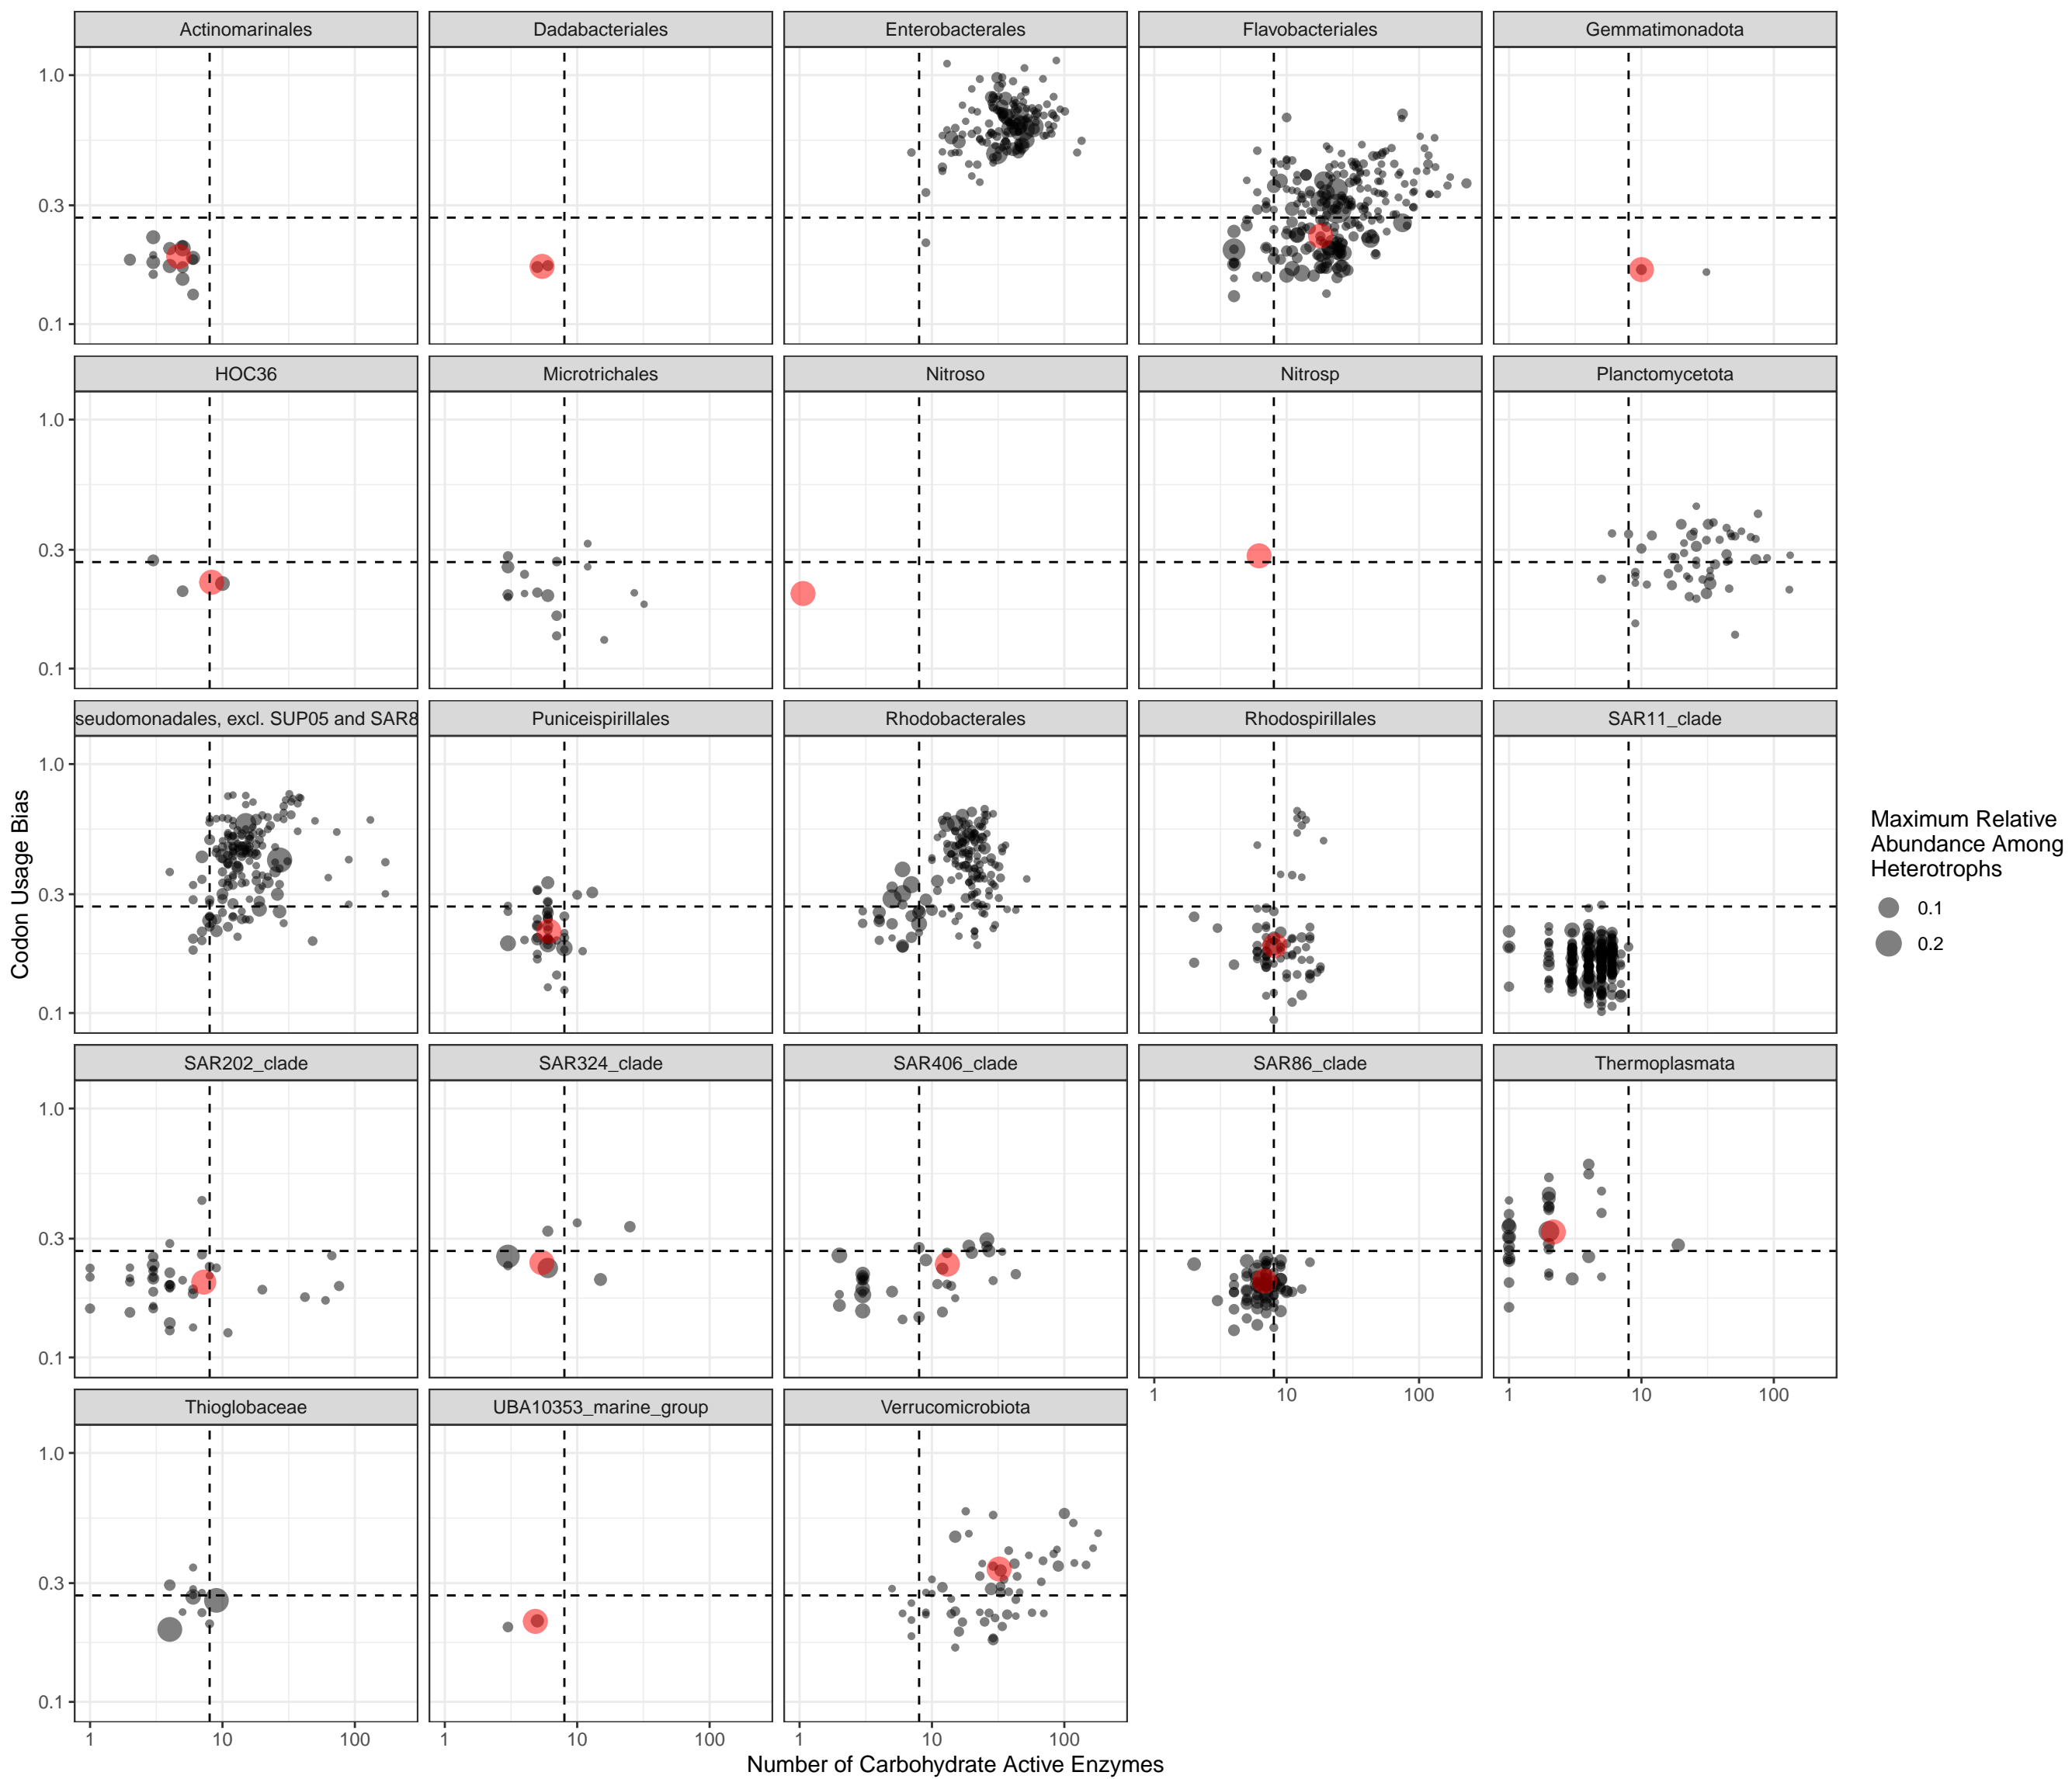 Actinomarinales
Dadabacteriales
Enterobacterales
Flavobacteriales
Gemmatimonadota
1.0
0.3
0.1
HOC36
Microtrichales
Nitroso
Nitrosp
Planctomycetota
1.0
0.3
0.1
seudomonadales, excl. SUP05 and SAR8
Puniceispirillales
Rhodobacterales
Rhodospirillales
SAR11_clade
1.0
0.3
0.1
SAR202_clade
SAR324_clade
SAR406_clade
SAR86_clade
Thermoplasmata
1.0
0.3
0.1
1 10 100
1 10 100
Thioglobaceae
UBA10353_marine_group
Verrucomicrobiota
1.0
0.3
0.1
1 10 100
1 10 100
1 10 100
Number of Carbohydrate Active Enzymes
Codon Usage Bias
Maximum Relative
Abundance Among
Heterotrophs
0.1
0.2